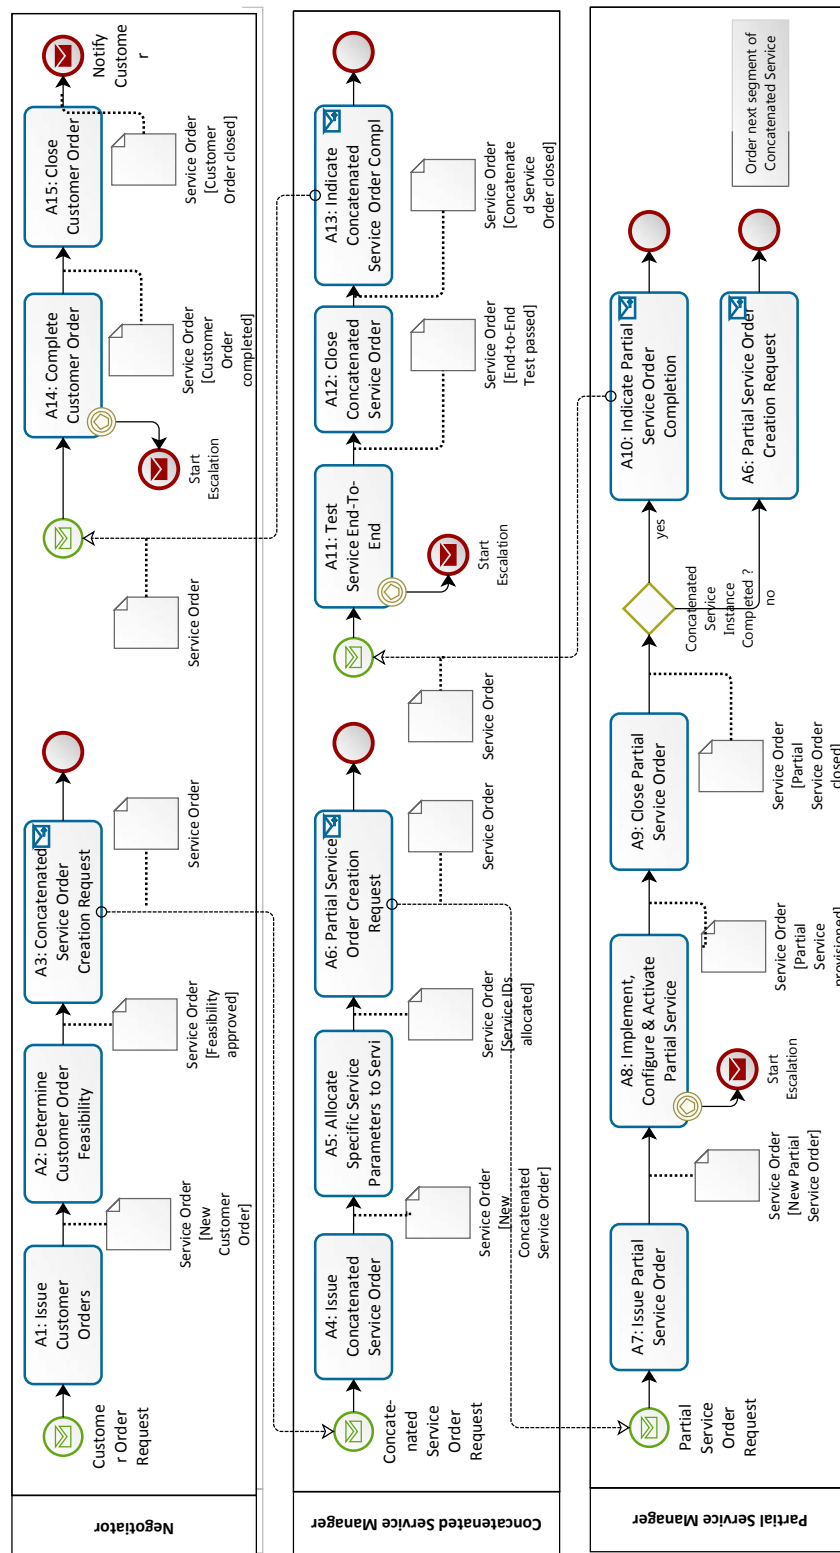 Negotiator
Custome
r Order
Request
A1: Issue
Customer
Orders
Service Order
[New
Customer
Order]
A2: Determine
Customer Order
Feasibility
Service Order
[Feasibility
approved]
A3: Concatenated
Service Order
Creation Request
Service Order
Service Order
A14: Complete
Customer Order
Start
Escalation
Service Order
[Customer
Order
completed]
A15: Close
Customer Order
Service Order
[Customer
Order closed]
Notify
Custome
r
Concatenated Service Manager
Concate-
nated
Service
Order
Request
A4: Issue
Concatenated
Service Order
Service Order
[New
Concatenated
Service Order]
A5: Allocate
Specific Service
Parameters to Servi
Service Order
[Service IDs
allocated]
A6: Partial Service
Order Creation
Request
Service Order
Service Order
A11: Test
Service End-To-
End
Start
Escalation
Service Order
[End-to-End
Test passed]
A12: Close
Concatenated
Service Order
Service Order
[Concatenate
d Service
Order closed]
A13: Indicate
Concatenated
Service Order Compl
Partial Service Manager
Partial
Service
Order
Request
A7: Issue Partial
Service Order
Service Order
[New Partial
Service Order]
A8: Implement,
Configure & Activate
Partial Service
Start
Escalation
Service Order
[Partial
Service
provisioned]
A9: Close Partial
Service Order
Service Order
[Partial
Service Order
closed]
Concatenated
Service
Instance
Completed ?
yes
no
A10: Indicate Partial
Service Order
Completion
A6: Partial Service Order
Creation Request
Order next segment of
Concatenated Service